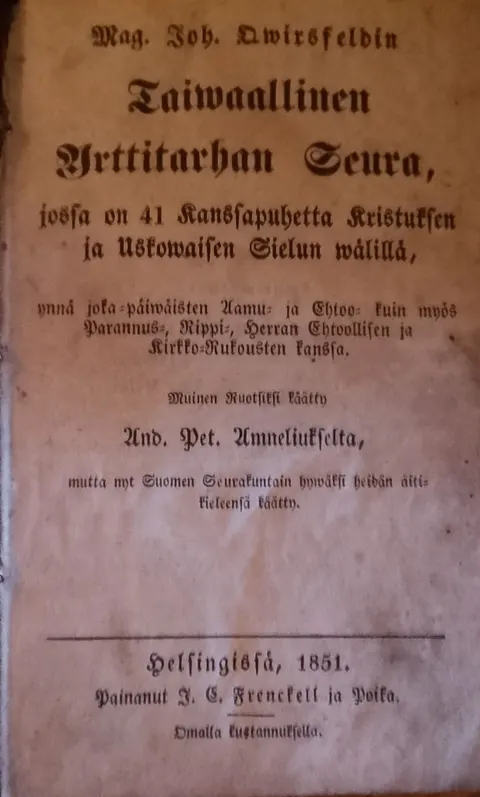 Mag. Joh. Qwirsfeldin
Taiwaallinen
Yrttitarhan Seura,
jossa on 41 Kanssapuhetta Kristuksen
ja Uskowaisen Sielun wälillä,
ynnä joka-päiwäisten Aamu- ja Ehtoo- kuin myös
Parannus-, Rippi-, Herran Ehtoollisen ja
Kirkko-Rukousten kanssa.
Muinen Ruotsiksi käätty
And. Pet. Amneliukselta,
mutta nyt Suomen Seurakuntain hywäksi heidän äiti-
kieleensä käätty.
Helsingissä, 1851.
Painanut J. C. Frenckell ja Poika.
Omalla kustannuksella.